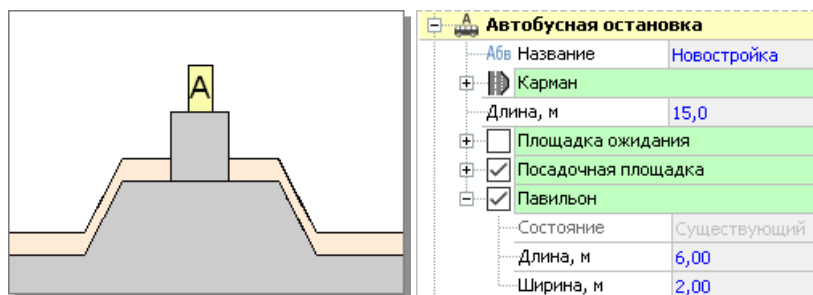 A
A Автобусная остановка
Абв Название Новостройка
Карман
Длина, м 15,0
Площадка ожидания
Посадочная площадка
Павильон
Состояние Существующий
Длина, м 6,00
Ширина, м 2,00